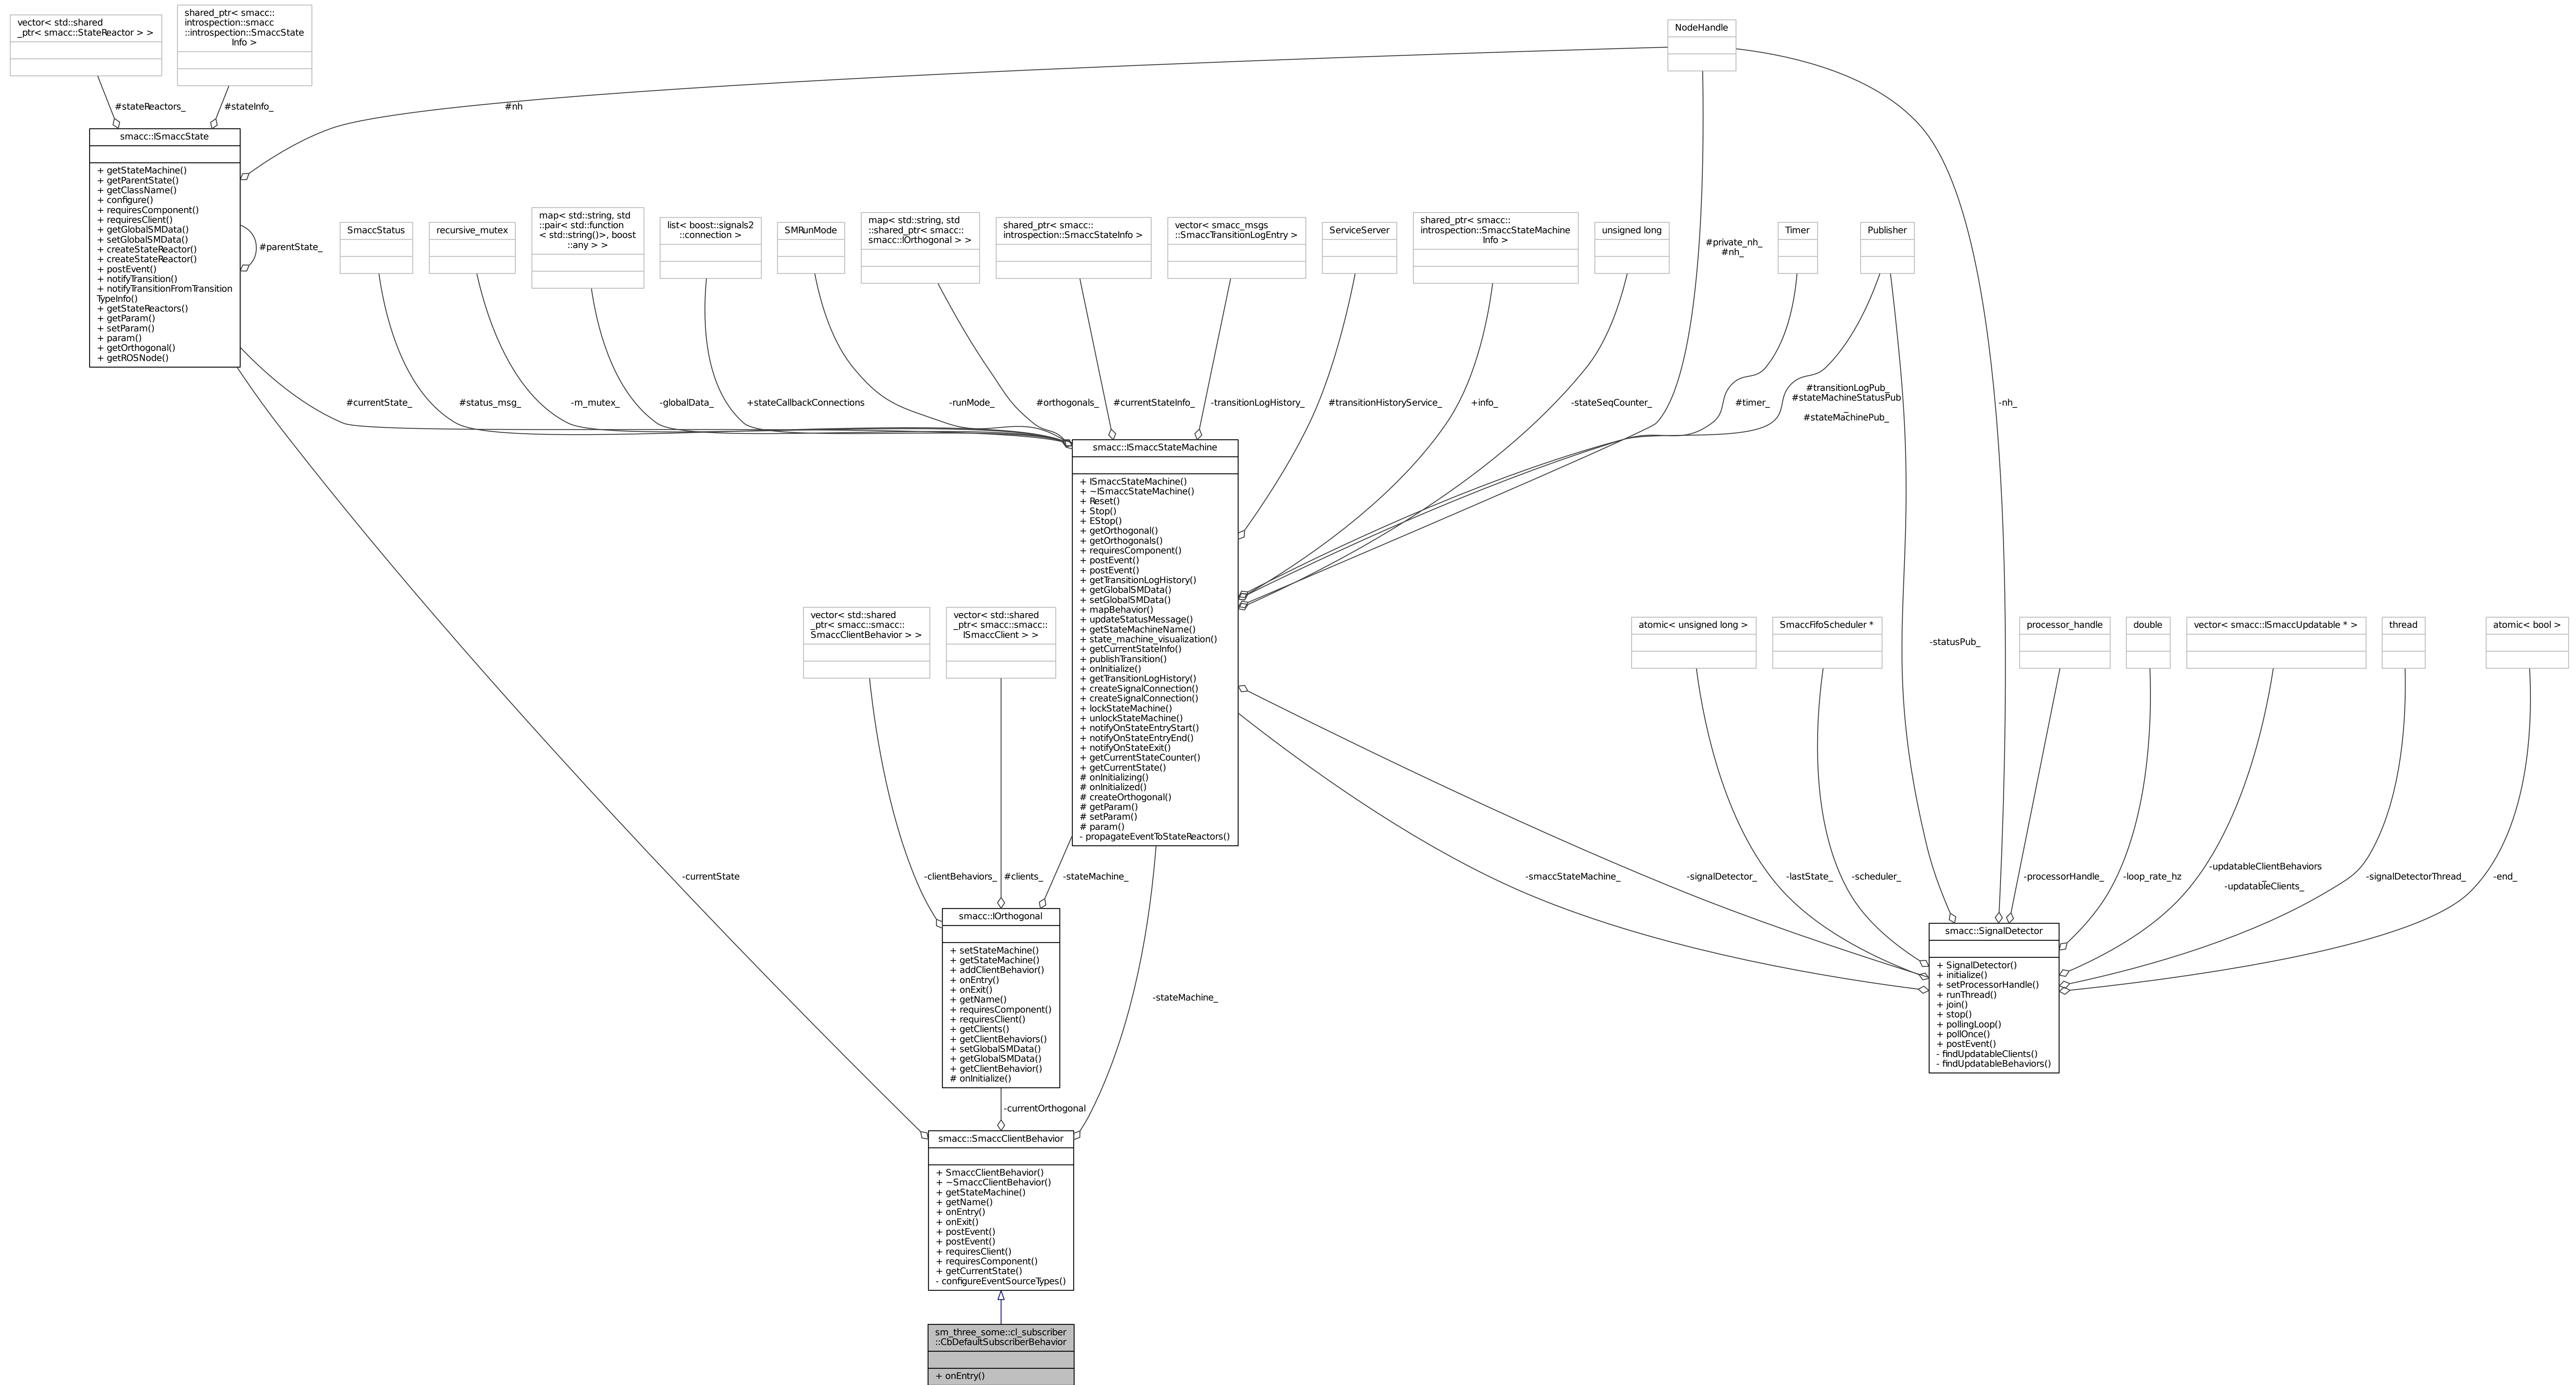 vector< std::shared
_ptr< smacc::StateReactor > >
shared_ptr< smacc::
introspection::smacc
::introspection::SmaccState
Info >
NodeHandle
#stateReactors_
#stateInfo_
#nh
smacc::ISmaccState
+ getStateMachine()
+ getParentState()
+ getClassName()
+ configure()
+ requiresComponent()
+ requiresClient()
+ getGlobalSMData()
+ setGlobalSMData()
+ createStateReactor()
+ createStateReactor()
+ postEvent()
+ notifyTransition()
+ notifyTransitionFromTransition
TypeInfo()
+ getStateReactors()
+ getParam()
+ setParam()
+ param()
+ getOrthogonal()
+ getROSNode()
#parentState_
SmaccStatus
recursive_mutex
map< std::string, std
::pair< std::function
< std::string()>, boost
::any > >
list< boost::signals2
::connection >
SMRunMode
map< std::string, std
::shared_ptr< smacc::
smacc::IOrthogonal > >
shared_ptr< smacc::
introspection::SmaccStateInfo >
vector< smacc_msgs
::SmaccTransitionLogEntry >
ServiceServer
shared_ptr< smacc::
introspection::SmaccStateMachine
Info >
unsigned long
#private_nh_
#nh_
Timer
Publisher
#currentState_
#status_msg_
-m_mutex_
-globalData_
+stateCallbackConnections
-runMode_
#orthogonals_
#currentStateInfo_
-transitionLogHistory_
#transitionHistoryService_
+info_
-stateSeqCounter_
#timer_
#transitionLogPub_
#stateMachineStatusPub
_
#stateMachinePub_
-nh_
smacc::ISmaccStateMachine
+ ISmaccStateMachine()
+ ~ISmaccStateMachine()
+ Reset()
+ Stop()
+ EStop()
+ getOrthogonal()
+ getOrthogonals()
+ requiresComponent()
+ postEvent()
+ postEvent()
+ getTransitionLogHistory()
+ getGlobalSMData()
+ setGlobalSMData()
+ mapBehavior()
+ updateStatusMessage()
+ getStateMachineName()
+ state_machine_visualization()
+ getCurrentStateInfo()
+ publishTransition()
+ onInitialize()
+ getTransitionLogHistory()
+ createSignalConnection()
+ createSignalConnection()
+ lockStateMachine()
+ unlockStateMachine()
+ notifyOnStateEntryStart()
+ notifyOnStateEntryEnd()
+ notifyOnStateExit()
+ getCurrentStateCounter()
+ getCurrentState()
# onInitializing()
# onInitialized()
# createOrthogonal()
# getParam()
# setParam()
# param()
- propagateEventToStateReactors()
vector< std::shared
_ptr< smacc::smacc::
SmaccClientBehavior > >
vector< std::shared
_ptr< smacc::smacc::
ISmaccClient > >
atomic< unsigned long >
SmaccFifoScheduler *
-statusPub_
processor_handle
double
vector< smacc::ISmaccUpdatable * >
thread
atomic< bool >
-currentState
-clientBehaviors_
#clients_
-stateMachine_
-smaccStateMachine_
-signalDetector_
-lastState_
-scheduler_
-processorHandle_
-loop_rate_hz
-updatableClientBehaviors
_
-updatableClients_
-signalDetectorThread_
-end_
smacc::IOrthogonal
+ setStateMachine()
+ getStateMachine()
+ addClientBehavior()
+ onEntry()
+ onExit()
+ getName()
+ requiresComponent()
+ requiresClient()
+ getClients()
+ getClientBehaviors()
+ setGlobalSMData()
+ getGlobalSMData()
+ getClientBehavior()
# onInitialize()
-stateMachine_
smacc::SignalDetector
+ SignalDetector()
+ initialize()
+ setProcessorHandle()
+ runThread()
+ join()
+ stop()
+ pollingLoop()
+ pollOnce()
+ postEvent()
- findUpdatableClients()
- findUpdatableBehaviors()
-currentOrthogonal
smacc::SmaccClientBehavior
+ SmaccClientBehavior()
+ ~SmaccClientBehavior()
+ getStateMachine()
+ getName()
+ onEntry()
+ onExit()
+ postEvent()
+ postEvent()
+ requiresClient()
+ requiresComponent()
+ getCurrentState()
- configureEventSourceTypes()
sm_three_some::cl_subscriber
::CbDefaultSubscriberBehavior
+ onEntry()